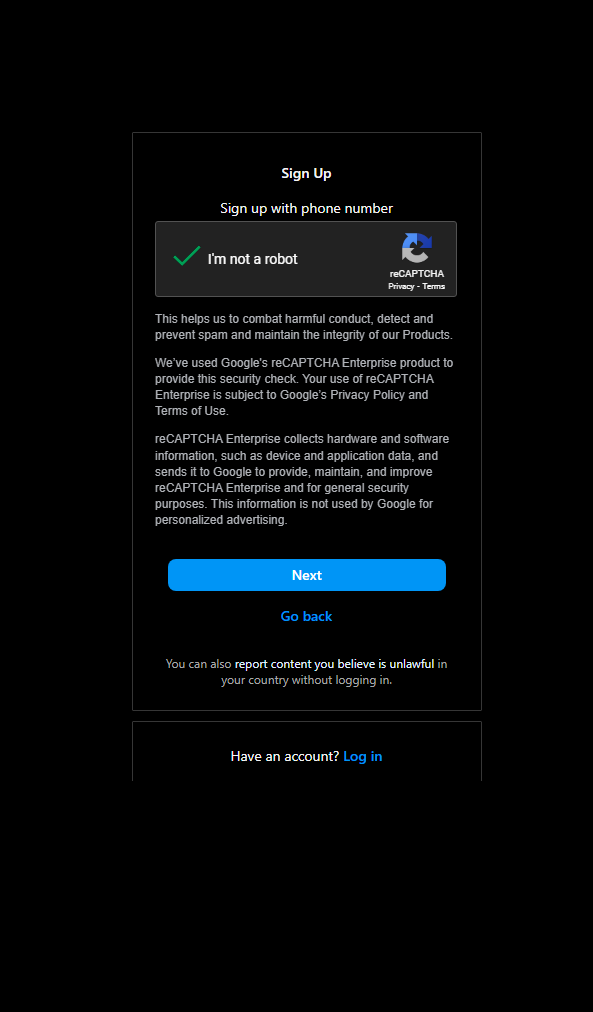 Sign Up
Sign up with phone number
I'm not a robot
reCAPTCHA
Privacy - Terms
This helps us to combat harmful conduct, detect and
prevent spam and maintain the integrity of our Products.
We've used Google's reCAPTCHA Enterprise product to
provide this security check. Your use of reCAPTCHA
Enterprise is subject to Google's Privacy Policy and
Terms of Use.
reCAPTCHA Enterprise collects hardware and software
information, such as device and application data, and
sends it to Google to provide, maintain, and improve
reCAPTCHA Enterprise and for general security
purposes. This information is not used by Google for
personalized advertising.
Next
Go back
You can also report content you believe is unlawful in
your country without logging in.
Have an account? Log in